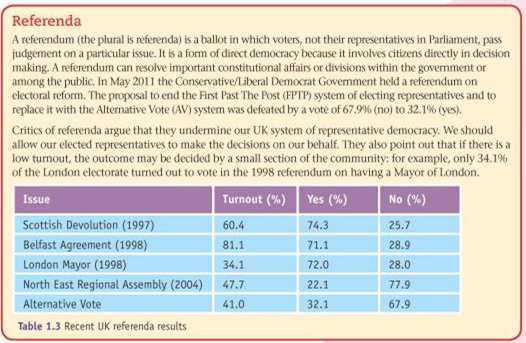 Referenda
A referendum (the plural is referenda) is a ballot in which voters, not their representatives in Parliament, pass
judgement on a particular issue. It is a form of direct democracy because it involves citizens directly in decision
making. A referendum can resolve important constitutional affairs or divisions within the government or
among the public. In May 2011 the Conservative/Liberal Democrat Government held a referendum on
electoral reform. The proposal to end the First Past The Post (FPTP) system of electing representatives and to
replace it with the Alternative Vote (AV) system was defeated by a vote of 67.9% (no) to 32.1% (yes).
Critics of referenda argue that they undermine our UK system of representative democracy. We should
allow our elected representatives to make the decisions on our behalf. They also point out that if there is a
low turnout, the outcome may be decided by a small section of the community: for example, only 34.1%
of the London electorate turned out to vote in the 1998 referendum on having a Mayor of London.
Issue Turnout (%) Yes (%) No (%)
Scottish Devolution (1997) 60.4 74.3 25.7
Belfast Agreement (1998) 81.1 71.1 28.9
London Mayor (1998) 34.1 72.0 28.0
North East Regional Assembly (2004) 47.7 22.1 77.9
Alternative Vote 41.0 32.1 67.9
Table 1.3 Recent UK referenda results